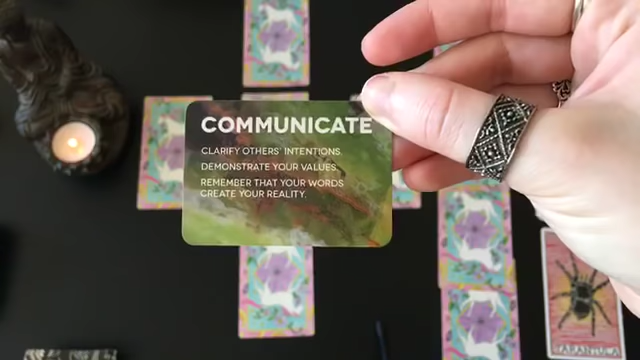 COMMUNICATE
CLARIFY OTHERS' INTENTIONS.
DEMONSTRATE YOUR VALUES.
REMEMBER THAT YOUR WORDS
CREATE YOUR REALITY.
TARANTULA